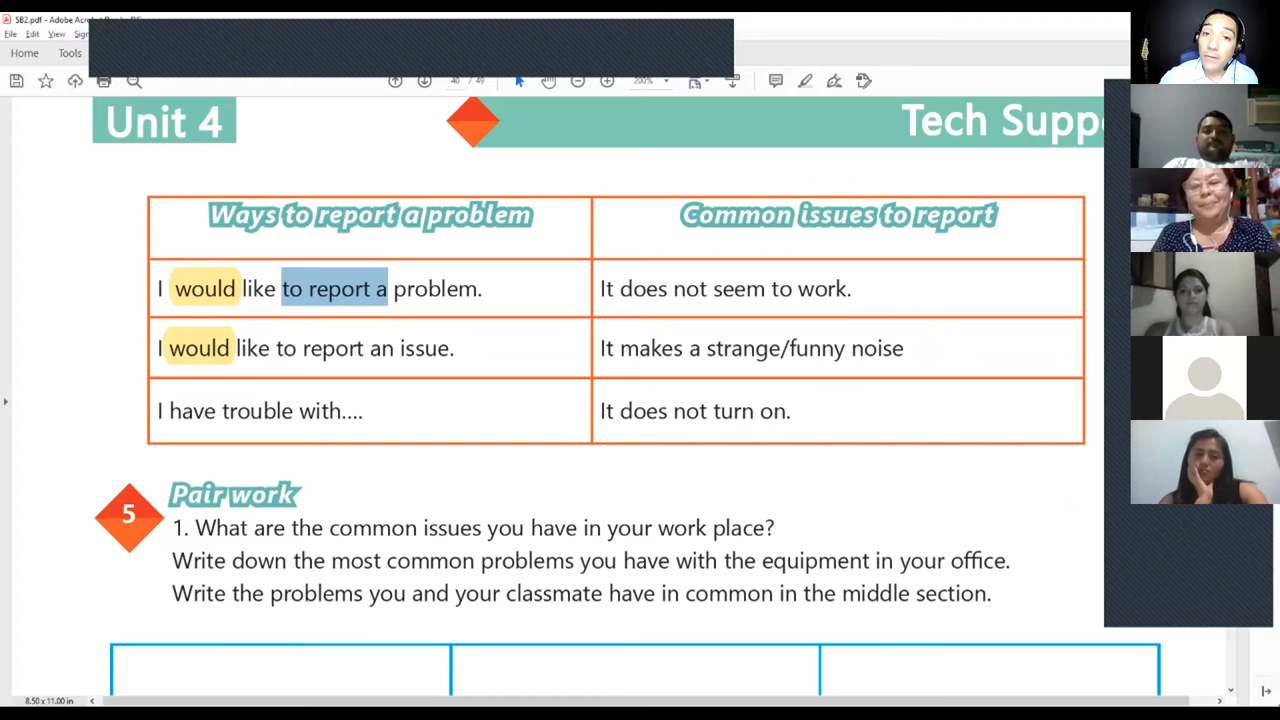 SB2.pdf - Adobe Acrobat
File Edit View
Home Tools
40 / 49
200%
Unit 4
Tech Supp
Ways to report a problem
Common issues to report
I would like to report a problem.
It does not seem to work.
I would like to report an issue.
It makes a strange/funny noise
I have trouble with....
It does not turn on.
5
Pair work
1. What are the common issues you have in your work place?
Write down the most common problems you have with the equipment in your office.
Write the problems you and your classmate have in common in the middle section.
8.50 x 11.00 in